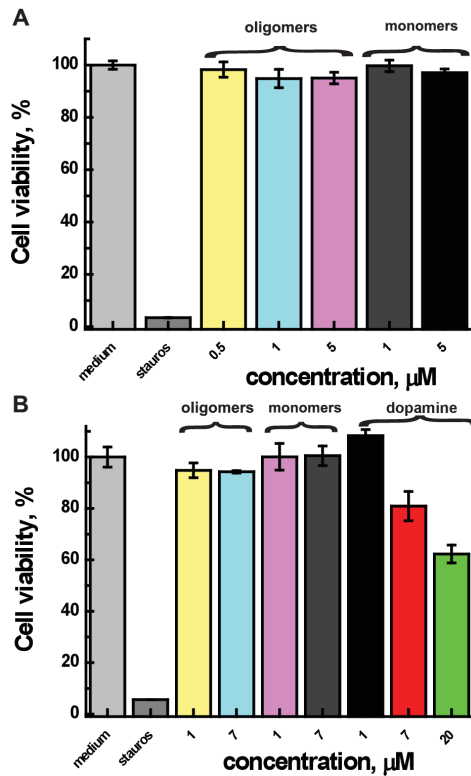 A
oligomers monomers
Cell viability, %
100
80
60
40
20
0
medium stauros 0.5 1 5 1 5
concentration, µM
B
oligomers monomers dopamine
Cell viability, %
100
80
60
40
20
0
medium stauros 1 7 1 7 1 7 20
concentration, µM